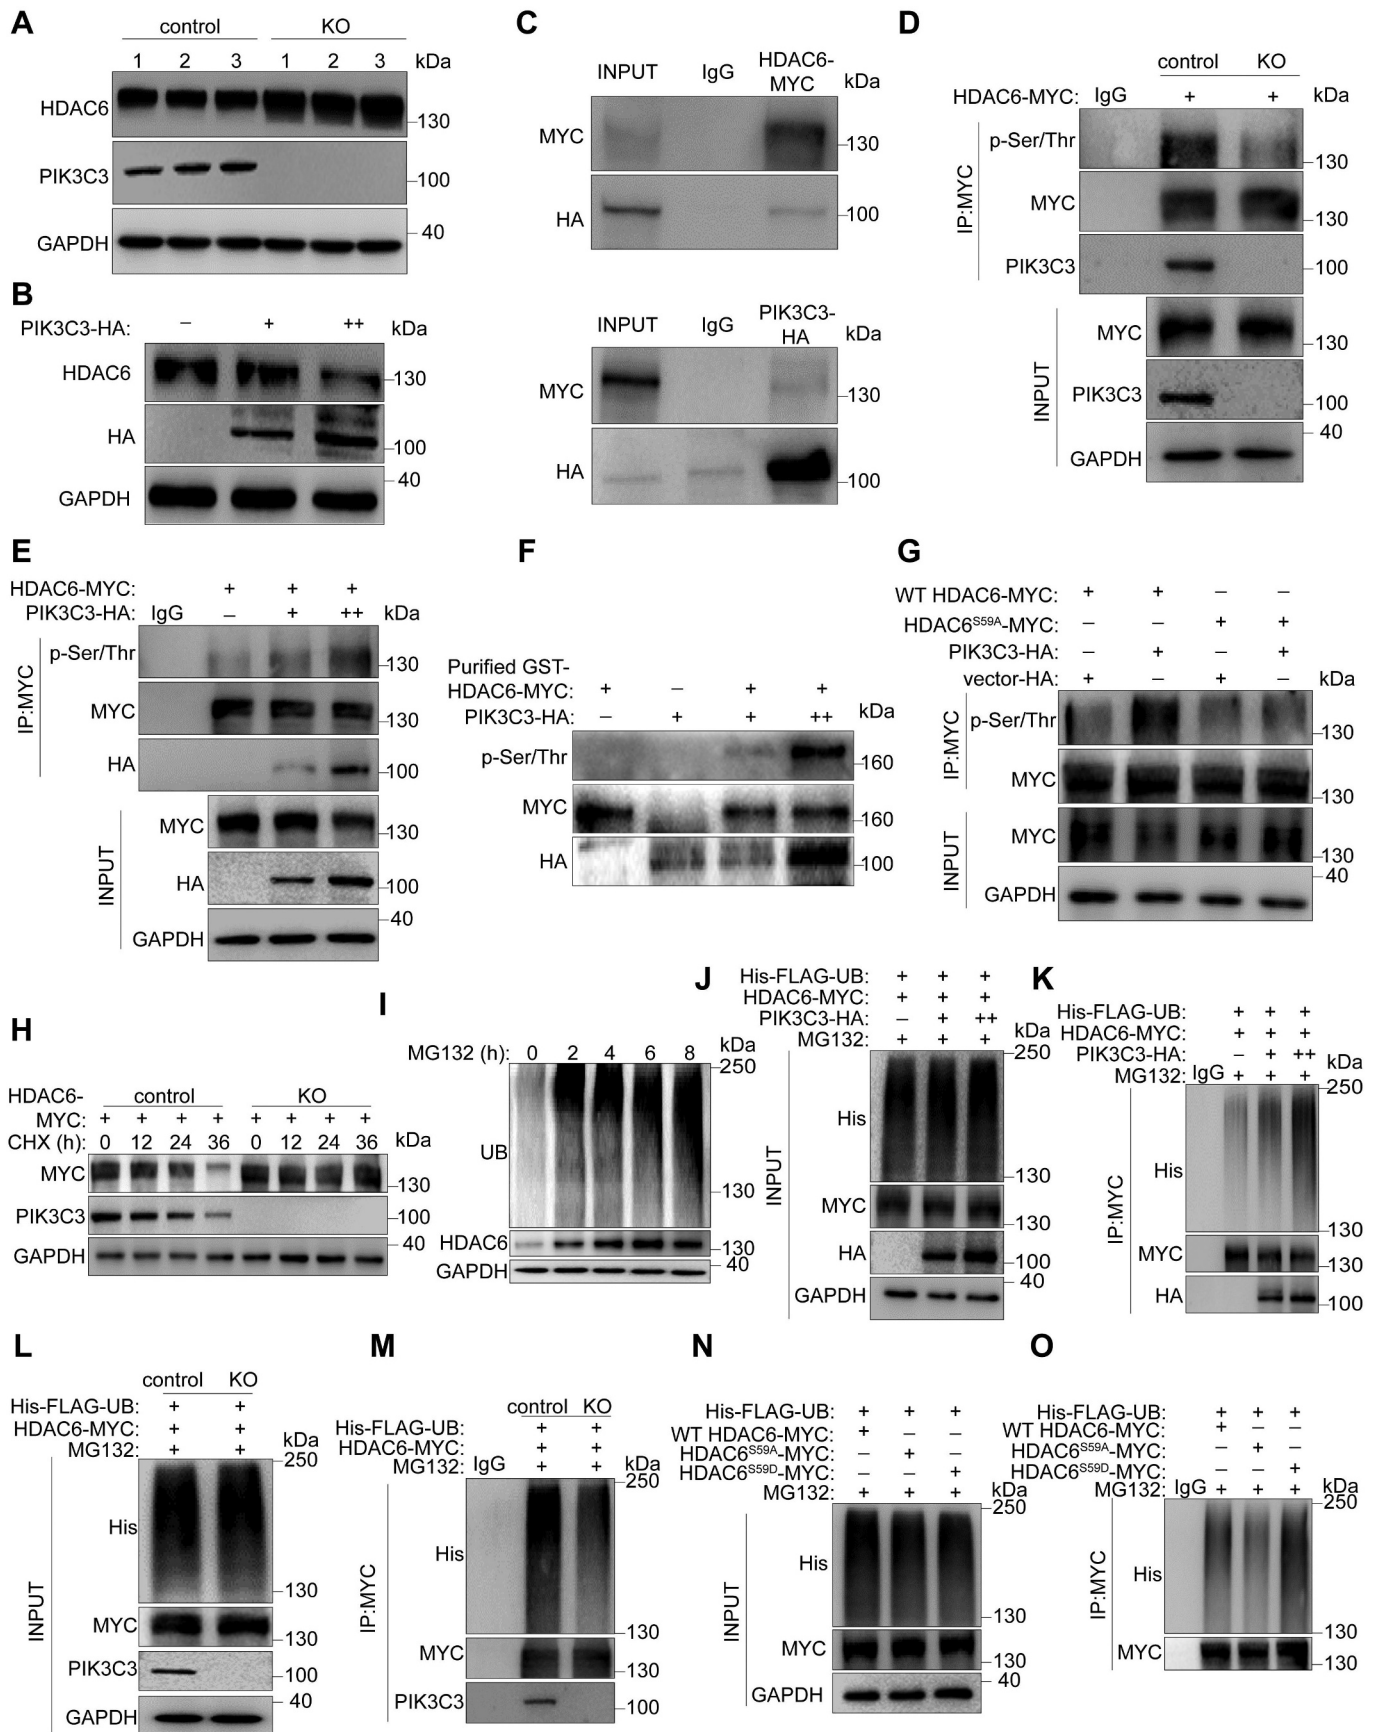 A
control KO
1 2 3 1 2 3 kDa
HDAC6
130
PIK3C3
100
GAPDH
40
B
PIK3C3-HA: − + ++ kDa
HDAC6
130
HA
100
GAPDH
40
C
INPUT IgG HDAC6-
MYC
kDa
MYC
130
HA
100
INPUT IgG PIK3C3-
HA
kDa
MYC
130
HA
100
D
control KO
HDAC6-MYC: IgG + + kDa
IP:MYC
p-Ser/Thr
130
MYC
130
PIK3C3
100
INPUT
MYC
130
PIK3C3
100
GAPDH
40
E
HDAC6-MYC: + + +
PIK3C3-HA: IgG − + ++ kDa
IP:MYC
p-Ser/Thr
130
MYC
130
HA
100
INPUT
MYC
130
HA
100
GAPDH
40
F
Purified GST-
HDAC6-MYC: + − + +
PIK3C3-HA: − + + ++ kDa
p-Ser/Thr
160
MYC
160
HA
100
G
WT HDAC6-MYC: + + − −
HDAC6S59A-MYC: − − + +
PIK3C3-HA: − + − +
vector-HA: + − + − kDa
IP:MYC
p-Ser/Thr
130
MYC
130
INPUT
MYC
130
GAPDH
40
H
HDAC6- control KO
MYC: + + + + + + + +
CHX (h): 0 12 24 36 0 12 24 36 kDa
MYC
130
PIK3C3
100
GAPDH
40
I
MG132 (h): 0 2 4 6 8 kDa
250
UB
130
HDAC6
130
GAPDH
40
J
His-FLAG-UB: + + +
HDAC6-MYC: + + +
PIK3C3-HA: − + ++
MG132: + + + kDa
INPUT
250
His
130
MYC
130
HA
100
GAPDH
40
K
His-FLAG-UB: + + +
HDAC6-MYC: + + +
PIK3C3-HA: − + ++ kDa
MG132: IgG + + +
IP:MYC
250
His
130
MYC
130
HA
100
L
control KO
His-FLAG-UB: + +
HDAC6-MYC: + +
MG132: + + kDa
INPUT
250
His
130
MYC
130
PIK3C3
100
GAPDH
40
M
control KO
His-FLAG-UB: + +
HDAC6-MYC: + +
MG132: IgG + + kDa
IP:MYC
250
His
130
MYC
130
PIK3C3
100
N
His-FLAG-UB: + + +
WT HDAC6-MYC: + − −
HDAC6S59A-MYC: − + −
HDAC6S59D-MYC: − − +
MG132: + + + kDa
INPUT
250
His
130
MYC
130
GAPDH
40
O
His-FLAG-UB: + + +
WT HDAC6-MYC: + − −
HDAC6S59A-MYC: − + −
HDAC6S59D-MYC: − − +
MG132: IgG + + + kDa
IP:MYC
250
His
130
MYC
130